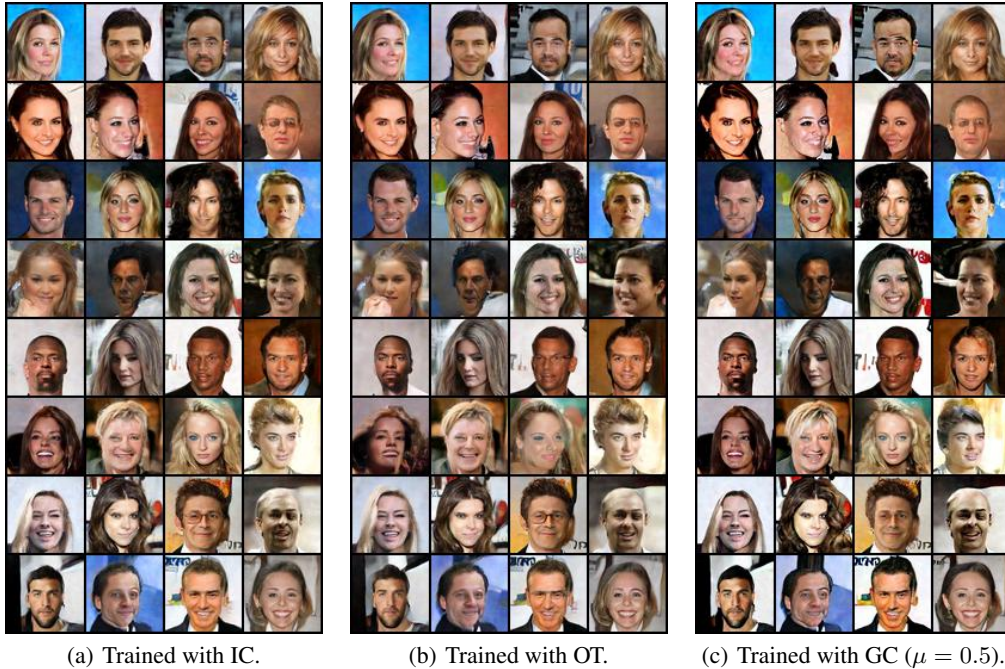 (a) Trained with IC.
(b) Trained with OT.
(c) Trained with GC (μ = 0.5).